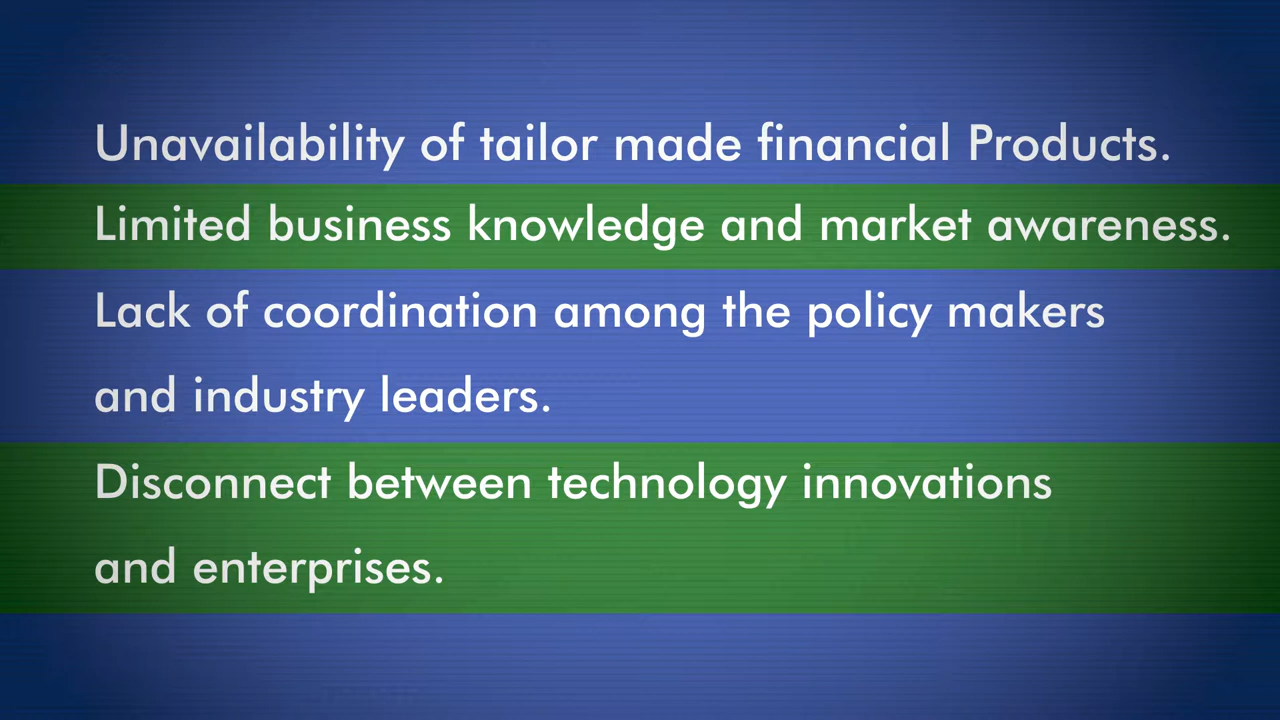 Unavailability of tailor made financial Products.
Limited business knowledge and market awareness.
Lack of coordination among the policy makers
and industry leaders.
Disconnect between technology innovations
and enterprises.